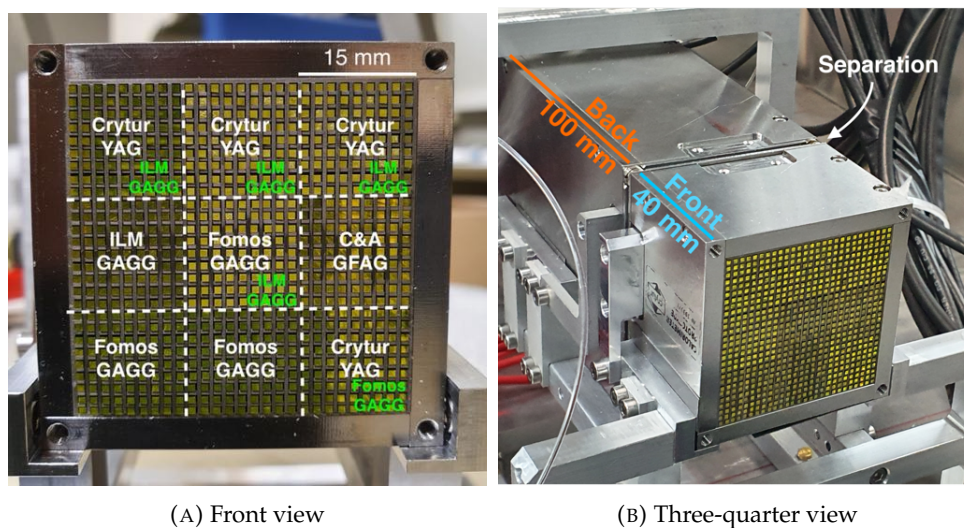 15 mm
Crytur
YAG
ILM
GAGG
Crytur
YAG
ILM
GAGG
Crytur
YAG
ILM
GAGG
ILM
GAGG
Fomos
GAGG
ILM
GAGG
C&A
GFAG
Fomos
GAGG
Fomos
GAGG
Crytur
YAG
Fomos
GAGG
(A) Front view
Separation
Back
100 mm
Front
40 mm
(B) Three-quarter view